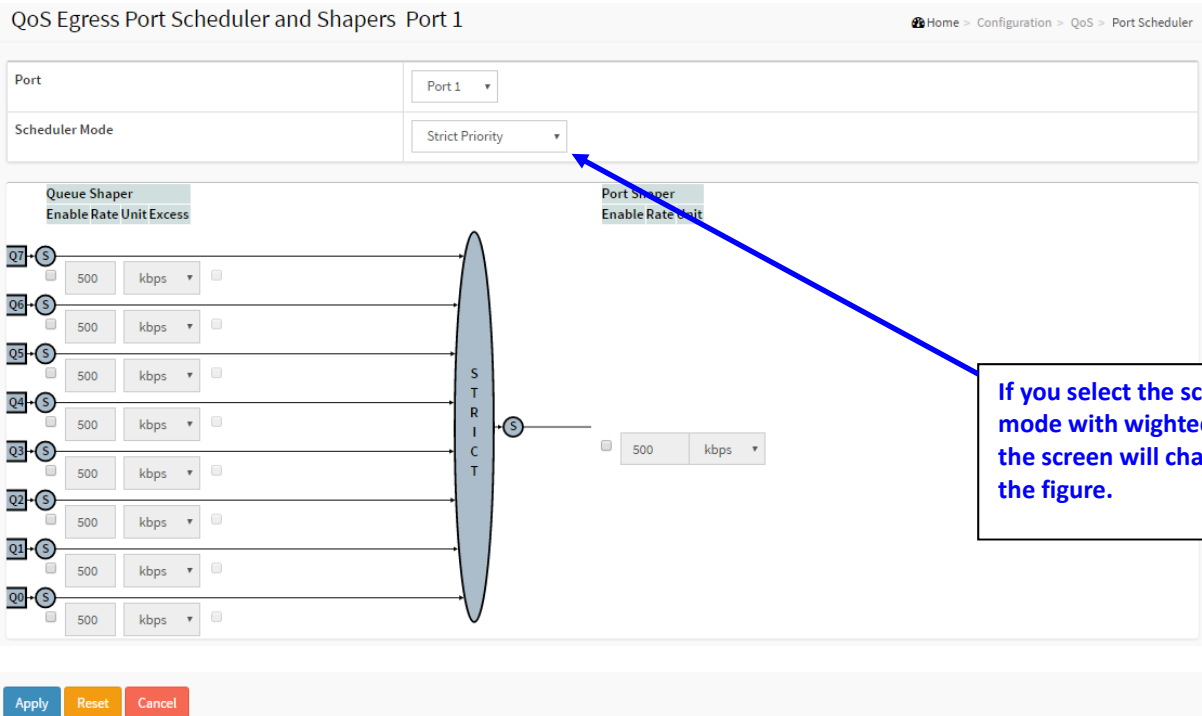 QoS Egress Port Scheduler and Shapers Port 1
Home > Configuration > QoS > Port Scheduler
Port
Port 1
Scheduler Mode
Strict Priority
Queue Shaper
Enable Rate Unit Excess
Port Shaper
Enable Rate Unit
Q7 S
500 kbps
Q6 S
500 kbps
Q5 S
500 kbps
Q4 S
500 kbps
Q3 S
500 kbps
Q2 S
500 kbps
Q1 S
500 kbps
Q0 S
500 kbps
STRICT
S
500 kbps
If you select the sc
mode with wighte
the screen will cha
the figure.
Apply Reset Cancel